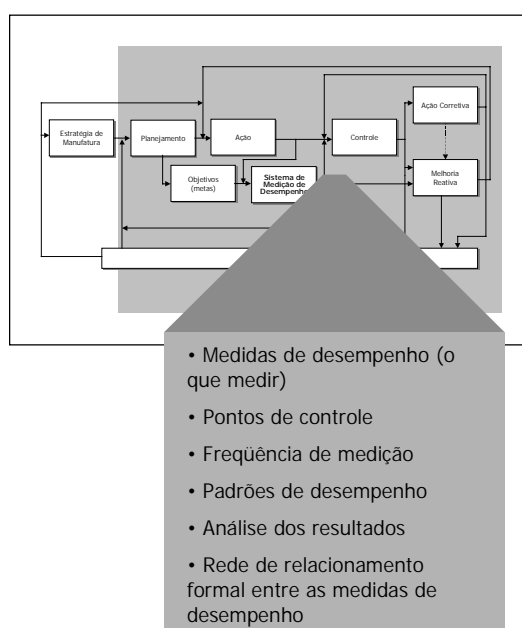 Estratégia de
Manufatura
Planejamento
Ação
Controle
Ação Corretiva
Objetivos
(metas)
Sistema de
Medição de
Desempenho
Melhoria
Reativa
• Medidas de desempenho (o
que medir)
• Pontos de controle
• Freqüência de medição
• Padrões de desempenho
• Análise dos resultados
• Rede de relacionamento
formal entre as medidas de
desempenho